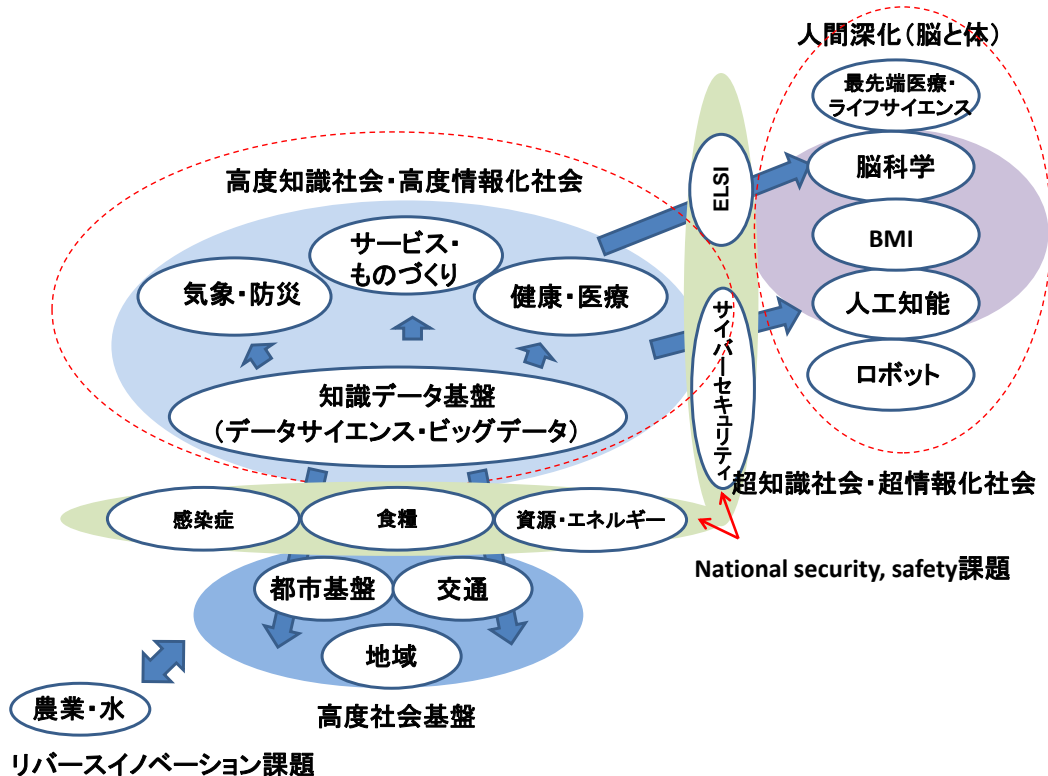 人間深化(脳と体)
最先端医療・
ライフサイエンス
脳科学
BMI
人工知能
ロボット
超知識社会・超情報化社会
ELSI
サイバーセキュリティ
高度知識社会・高度情報化社会
サービス・
ものづくり
気象・防災
健康・医療
知識データ基盤
(データサイエンス・ビッグデータ)
感染症
食糧
資源・エネルギー
National security, safety課題
都市基盤
交通
地域
高度社会基盤
農業・水
リバースイノベーション課題